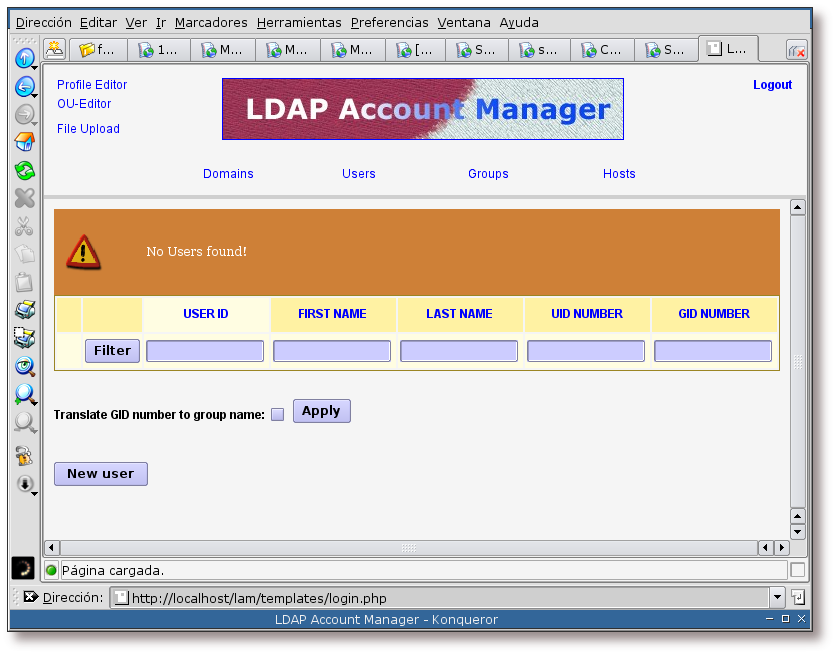 Dirección Editar Ver Ir Marcadores Herramientas Preferencias Ventana Ayuda
f... 1... M... M... M... [... S... s... C... S... L...
Profile Editor
OU-Editor
File Upload
LDAP Account Manager
Logout
Domains Users Groups Hosts
No Users found!
USER ID FIRST NAME LAST NAME UID NUMBER GID NUMBER
Filter
Translate GID number to group name: Apply
New user
Página cargada.
Dirección: http://localhost/lam/templates/login.php
LDAP Account Manager - Konqueror